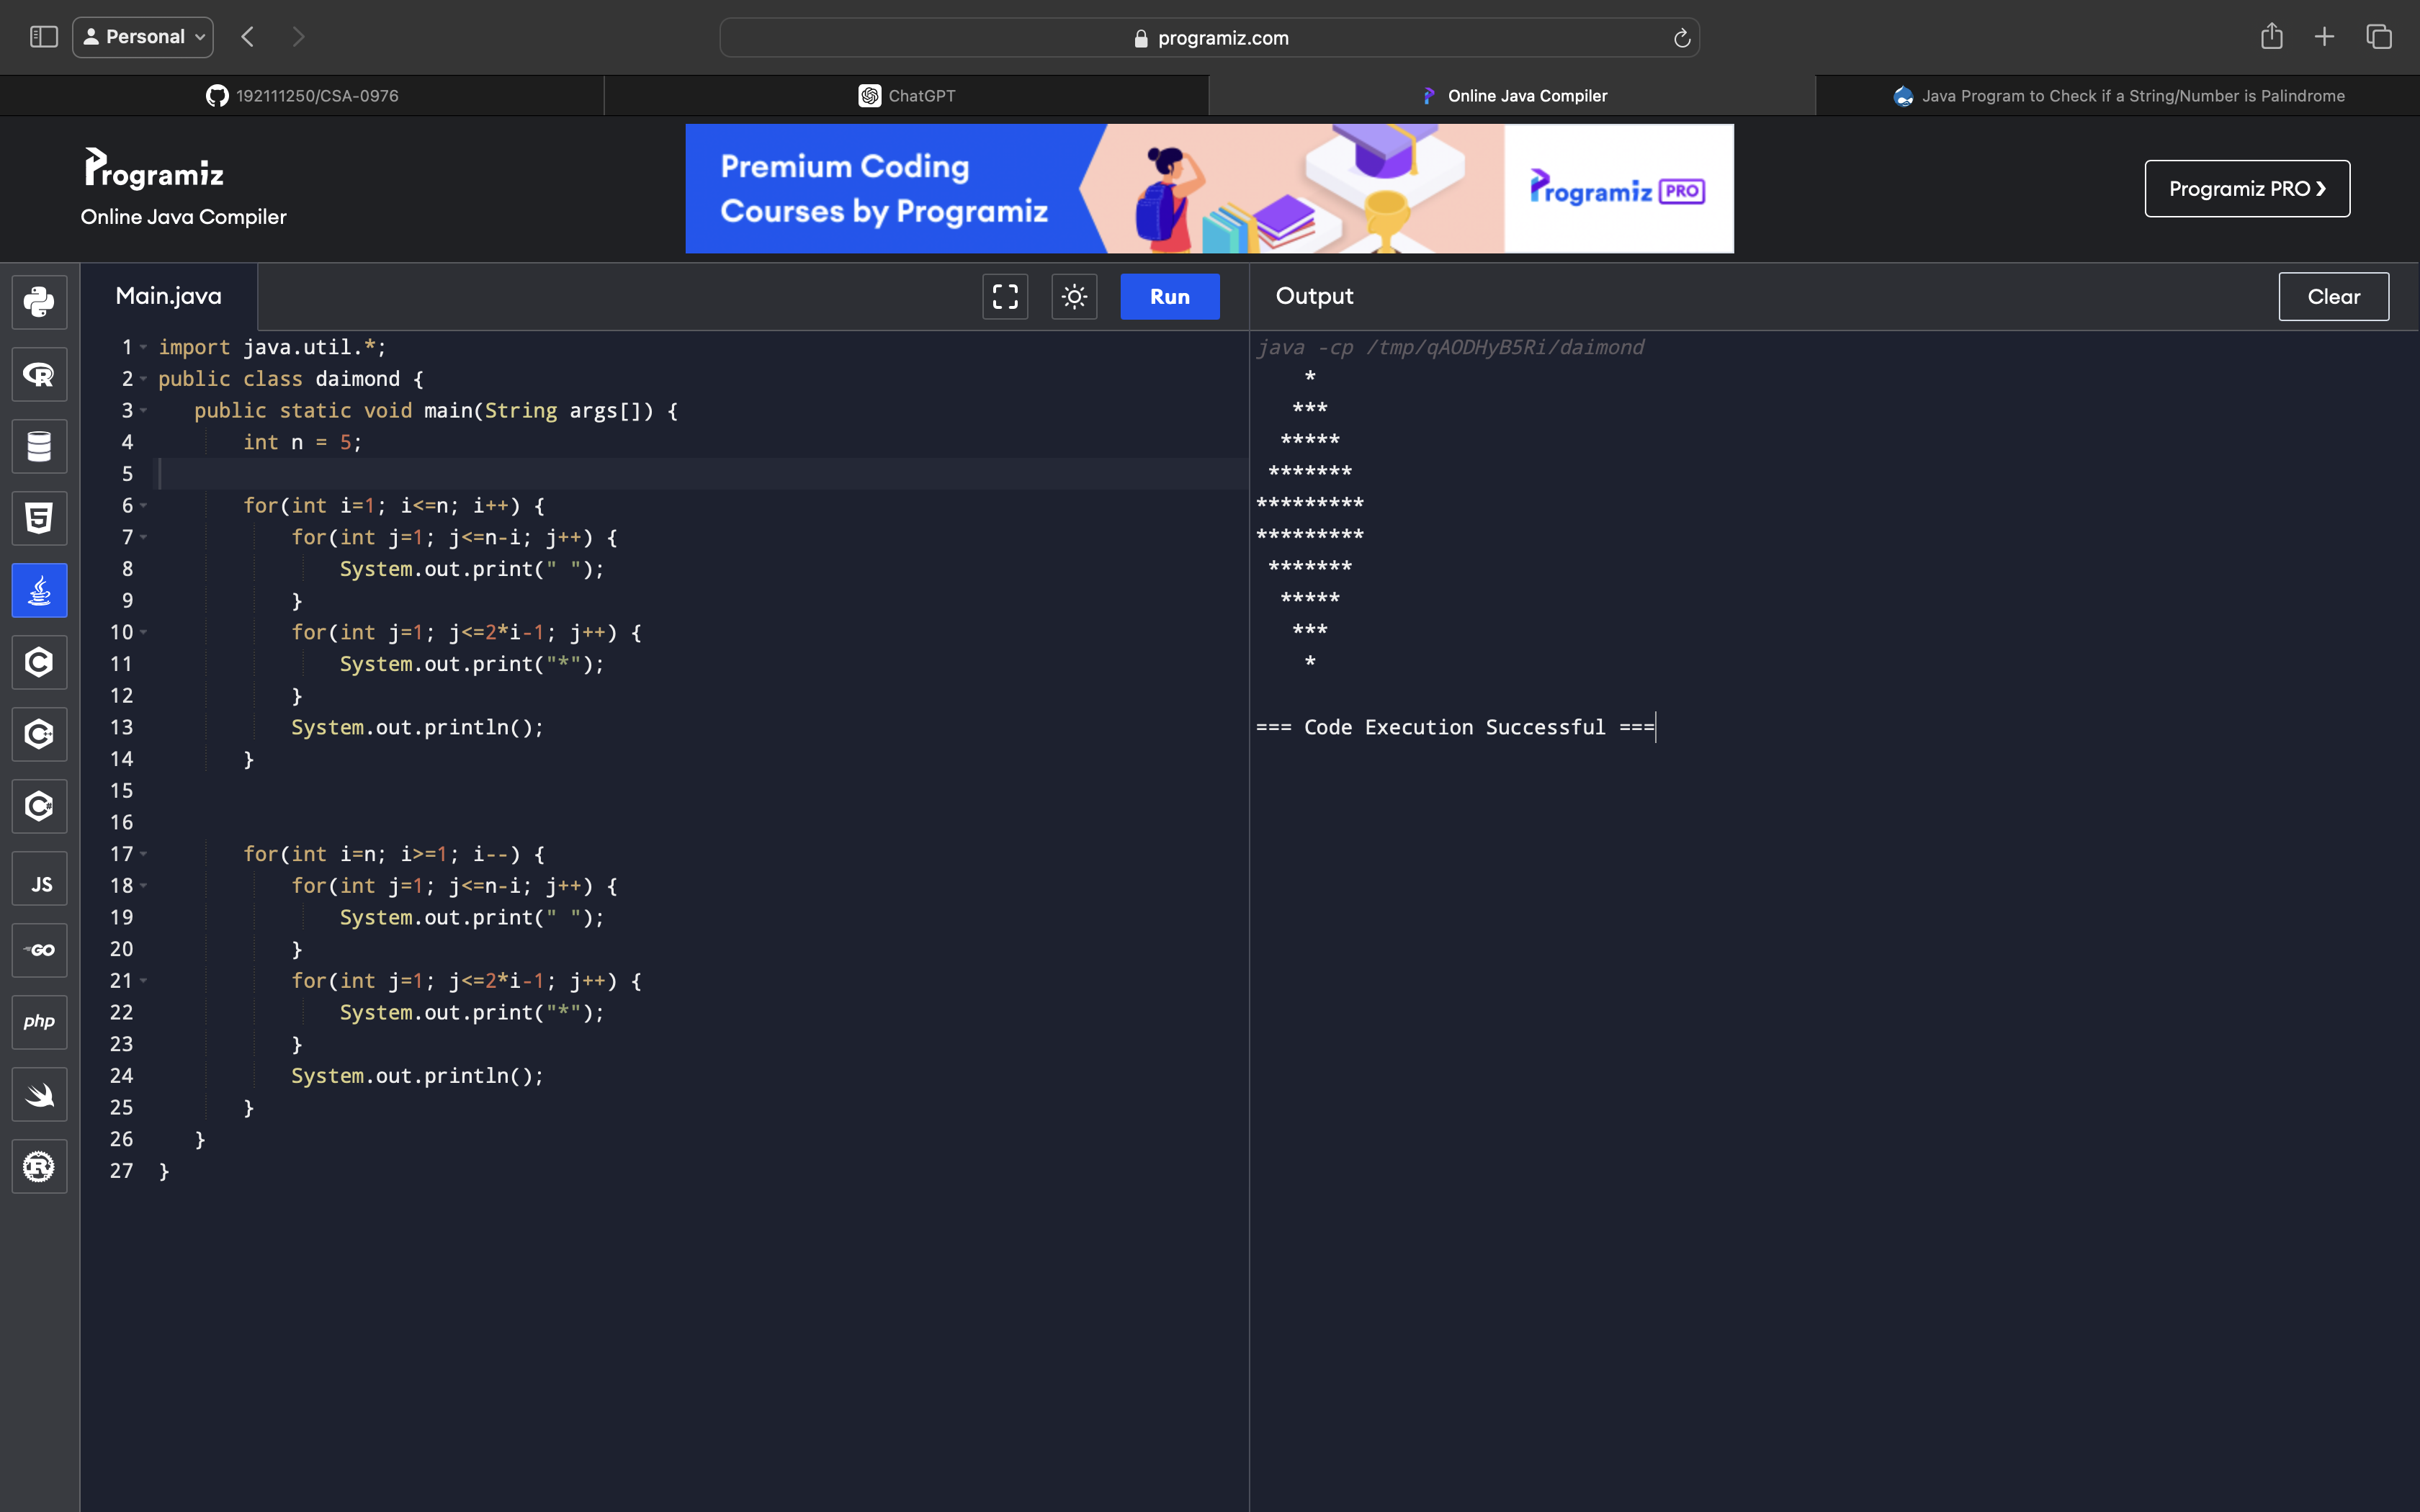 Personal
programiz.com
192111250/CSA-0976
ChatGPT
Online Java Compiler
Java Program to Check if a String/Number is Palindrome
Programiz
Online Java Compiler
Premium Coding
Courses by Programiz
Programiz PRO
Programiz PRO ❯
Main.java
Run
Output
Clear
1 import java.util.*;
2 public class daimond {
3    public static void main(String args[]) {
4        int n = 5;
5
6        for(int i=1; i<=n; i++) {
7            for(int j=1; j<=n-i; j++) {
8                System.out.print(" ");
9            }
10            for(int j=1; j<=2*i-1; j++) {
11                System.out.print("*");
12            }
13            System.out.println();
14        }
15
16
17        for(int i=n; i>=1; i--) {
18            for(int j=1; j<=n-i; j++) {
19                System.out.print(" ");
20            }
21            for(int j=1; j<=2*i-1; j++) {
22                System.out.print("*");
23            }
24            System.out.println();
25        }
26    }
27 }
java -cp /tmp/qAODHyB5Ri/daimond
    *
   ***
  *****
 *******
*********
*********
 *******
  *****
   ***
    *
=== Code Execution Successful ===
R
5
C
C++
C#
JS
GO
php
R